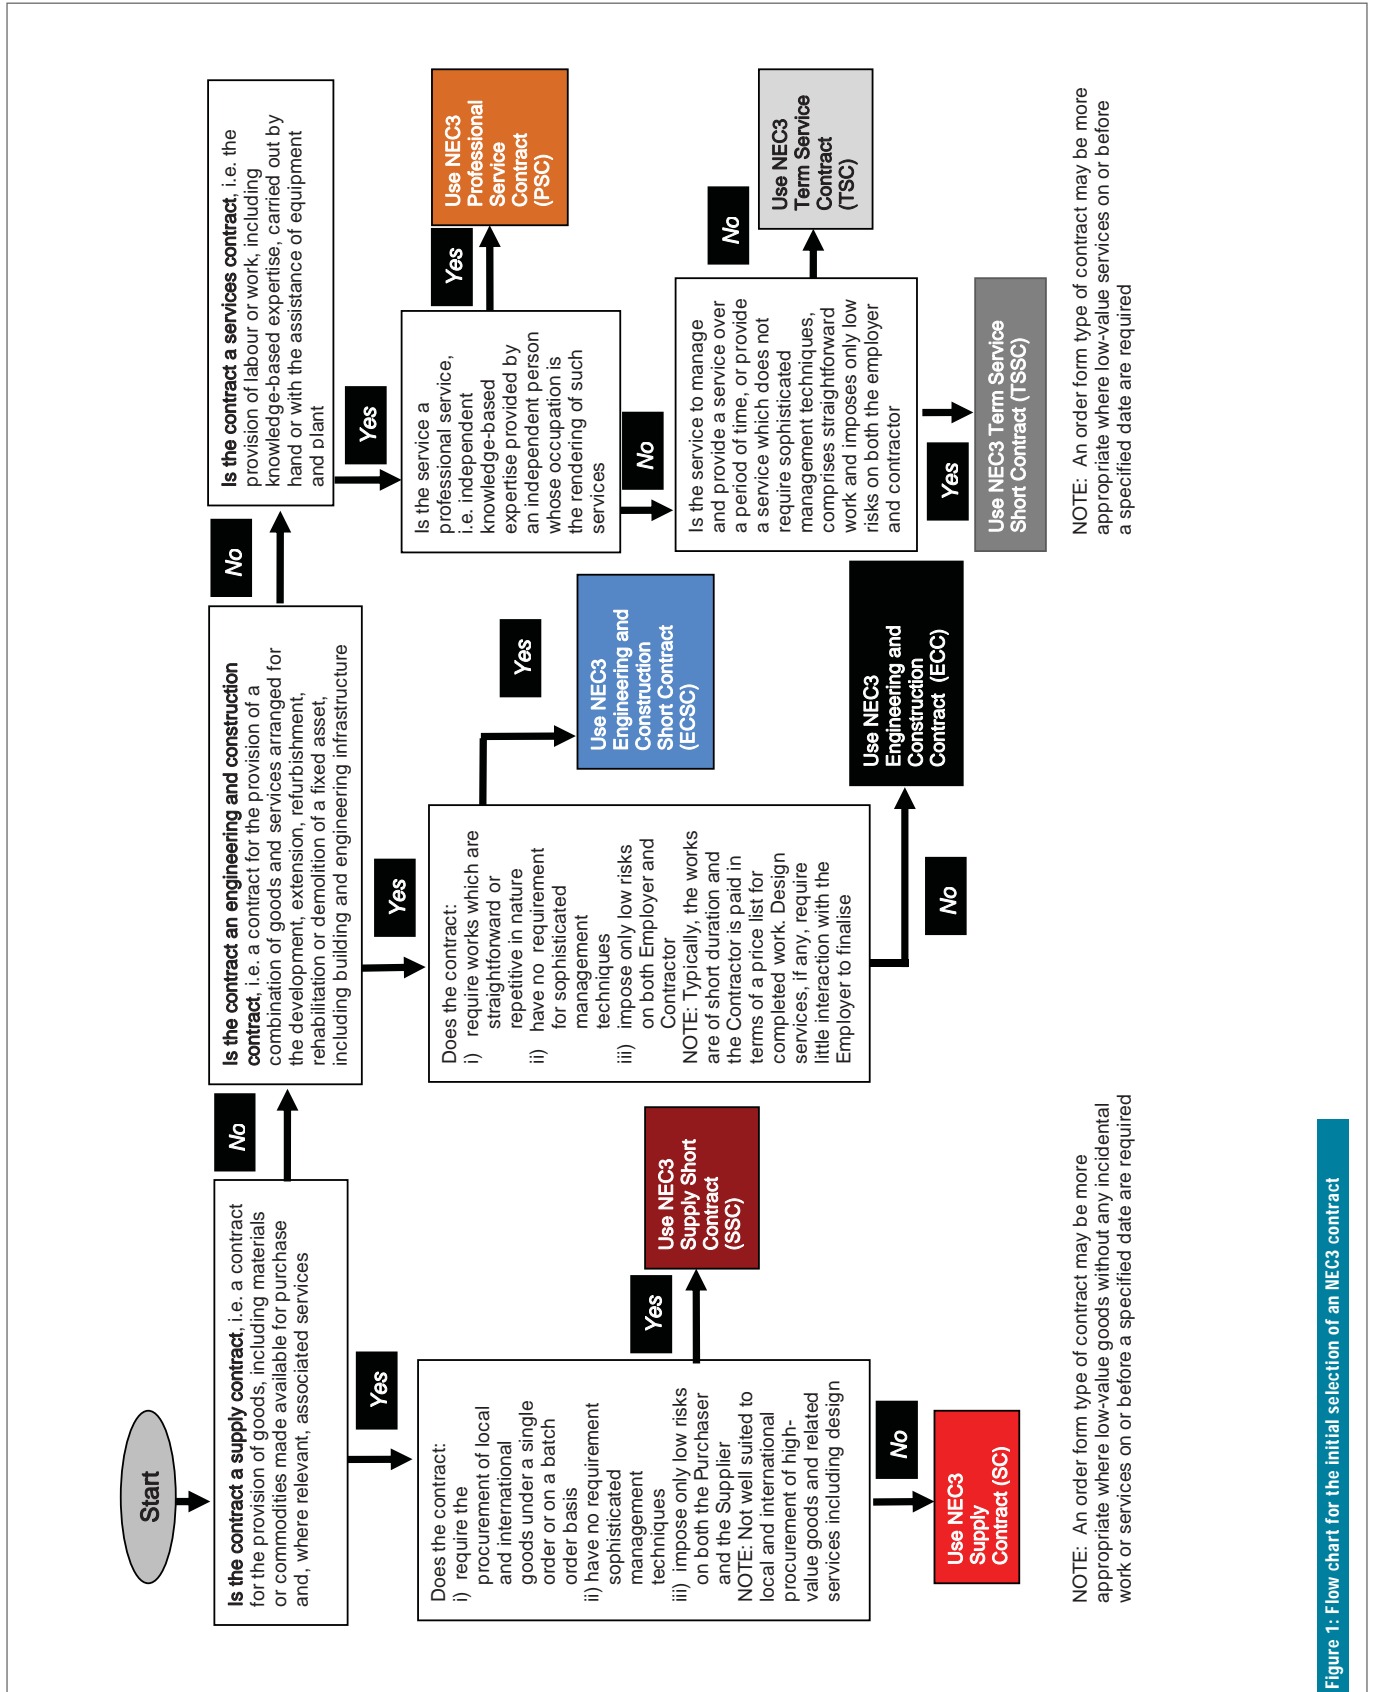 Start
Is the contract a supply contract, i.e. a contract
for the provision of goods, including materials
or commodities made available for purchase
and, where relevant, associated services
No
Yes
Does the contract:
i) require the
procurement of local
and international
goods under a single
order or on a batch
order basis
ii) have no requirement
sophisticated
management
techniques
iii) impose only low risks
on both the Purchaser
and the Supplier
NOTE: Not well suited to
local and international
procurement of high-
value goods and related
services including design
Yes
Use NEC3
Supply Short
Contract
(SSC)
No
Use NEC3
Supply
Contract (SC)
NOTE: An order form type of contract may be more
appropriate where low-value goods without any incidental
work or services on or before a specified date are required
Is the contract an engineering and construction
contract, i.e. a contract for the provision of a
combination of goods and services arranged for
the development, extension, refurbishment,
rehabilitation or demolition of a fixed asset,
including building and engineering infrastructure
No
Yes
Does the contract:
i) require works which are
straightforward or
repetitive in nature
ii) have no requirement
for sophisticated
management
techniques
iii) impose only low risks
on both Employer and
Contractor
NOTE: Typically, the works
are of short duration and
the Contractor is paid in
terms of a price list for
completed work. Design
services, if any, require
little interaction with the
Employer to finalise
Yes
Use NEC3
Engineering and
Construction
Short Contract
(ECSC)
No
Use NEC3
Engineering and
Construction
Contract (ECC)
Is the contract a services contract, i.e. the
provision of labour or work, including
knowledge-based expertise, carried out by
hand or with the assistance of equipment
and plant
Yes
Is the service a
professional service,
i.e. independent
knowledge-based
expertise provided by
an independent person
whose occupation is
the rendering of such
services
Yes
Use NEC3
Professional
Service
Contract
(PSC)
No
Is the service to manage
and provide a service over
a period of time, or provide
a service which does not
require sophisticated
management techniques,
comprises straightforward
work and imposes only low
risks on both the employer
and contractor
No
Use NEC3
Term Service
Contract
(TSC)
Yes
Use NEC3 Term Service
Short Contract (TSSC)
NOTE: An order form type of contract may be more
appropriate where low-value services on or before
a specified date are required
Figure 1: Flow chart for the initial selection of an NEC3 contract